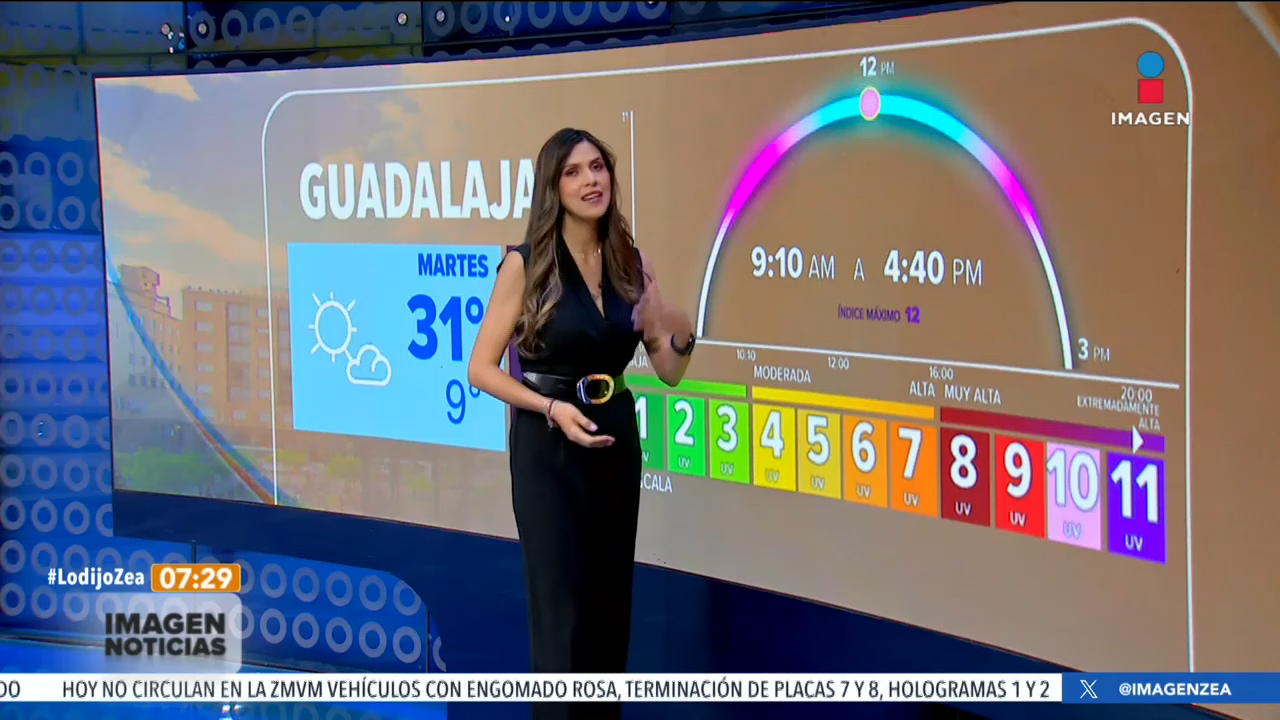 12 PM
IMAGEN
11
GUADALAJA
MARTES
31°
9°
9:10 AM A 4:40 PM
ÍNDICE MÁXIMO 12
3 PM
10:10
12:00
16:00
20:00
MODERADA
ALTA
MUY ALTA
EXTREMADAMENTE
ALTA
1 2 3 4 5 6 7 8 9 10 11
UV UV UV UV UV UV UV UV UV UV UV
#LodijoZea 07:29
IMAGEN
NOTICIAS
DO HOY NO CIRCULAN EN LA ZMVM VEHÍCULOS CON ENGOMADO ROSA, TERMINACIÓN DE PLACAS 7 Y 8, HOLOGRAMAS 1 Y 2
X @IMAGENZEA